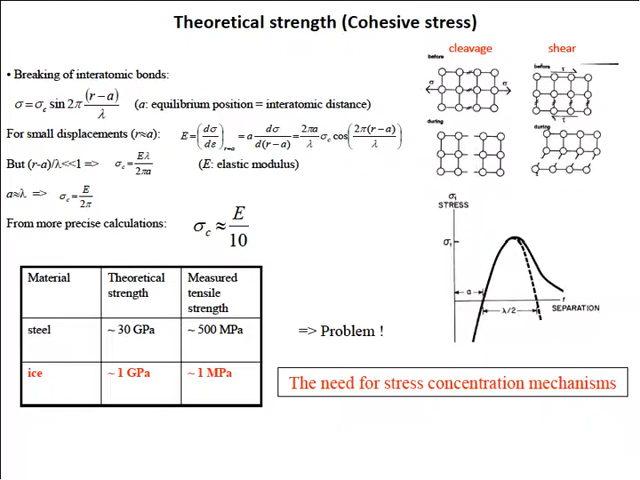 Theoretical strength (Cohesive stress)
cleavage
shear
before
before
τ
• Breaking of interatomic bonds:
σ = σc sin 2π (r − a)/λ (a: equilibrium position = interatomic distance)
σ
σ
For small displacements (r≈a) E = (dσ/dε)r→a = a dσ/d(r − a) = 2πa/λ σc cos(2π(r − a)/λ)
during
during
But (r-a)/λ<<1 => σc = Eλ/2πa (E: elastic modulus)
a≈λ => σc = E/2π
From more precise calculations: σc ≈ E/10
STRESS
a
r
λ/2
SEPARATION
Material Theoretical strength Measured tensile strength
steel ~ 30 GPa ~ 500 MPa
=> Problem !
ice ~ 1 GPa ~ 1 MPa
The need for stress concentration mechanisms